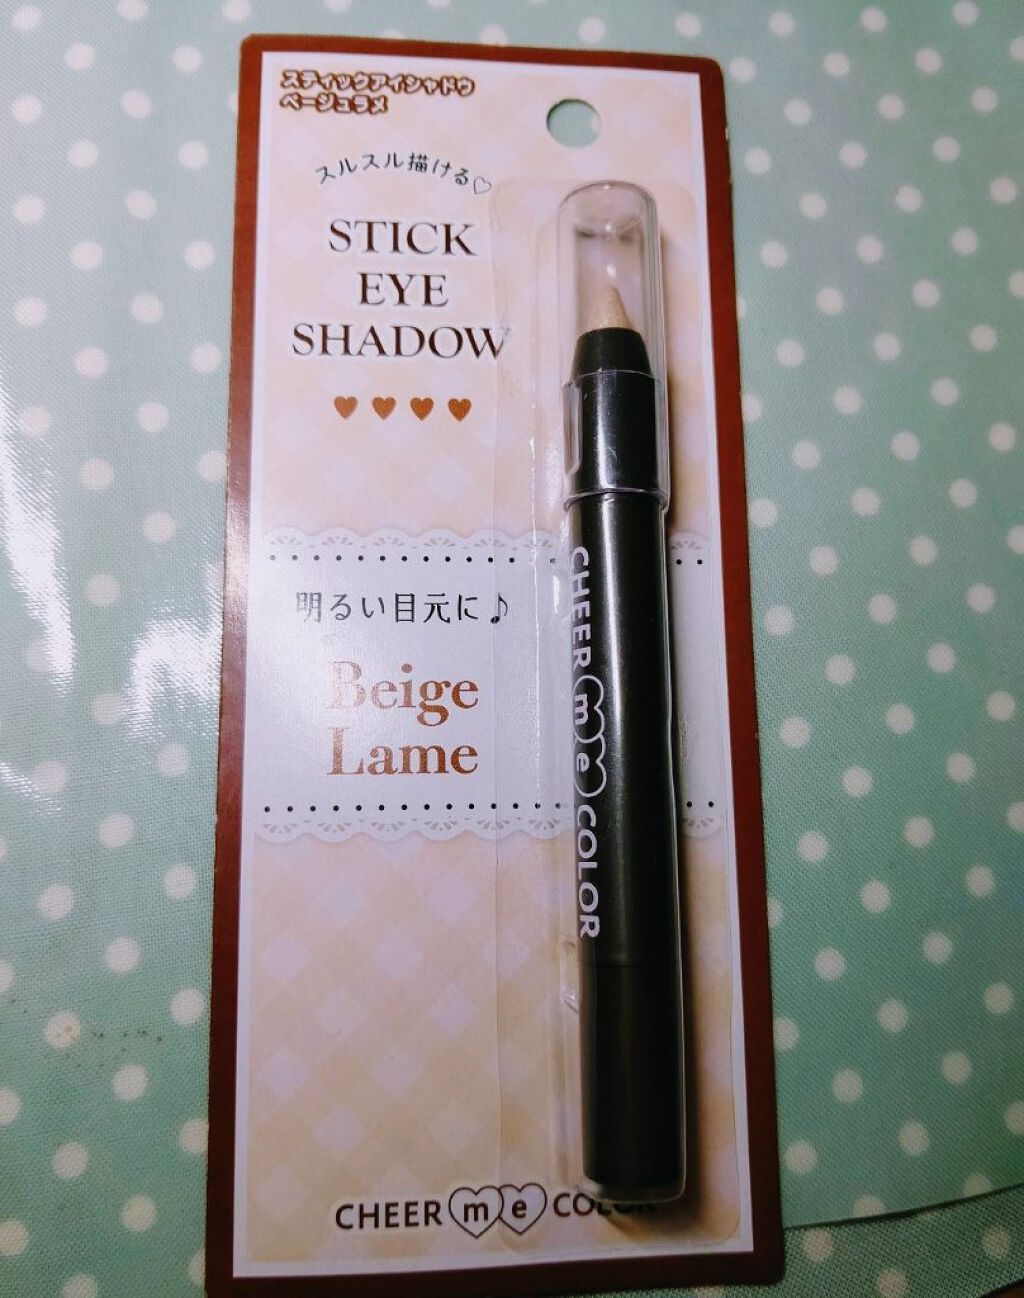 スティックアイシャドウ
ベージュラメ
スルスル描ける♡
STICK
EYE
SHADOW
♥ ♥ ♥ ♥
明るい目元に♪
Beige
Lame
CHEER me COLOR
CHEER me COLOR